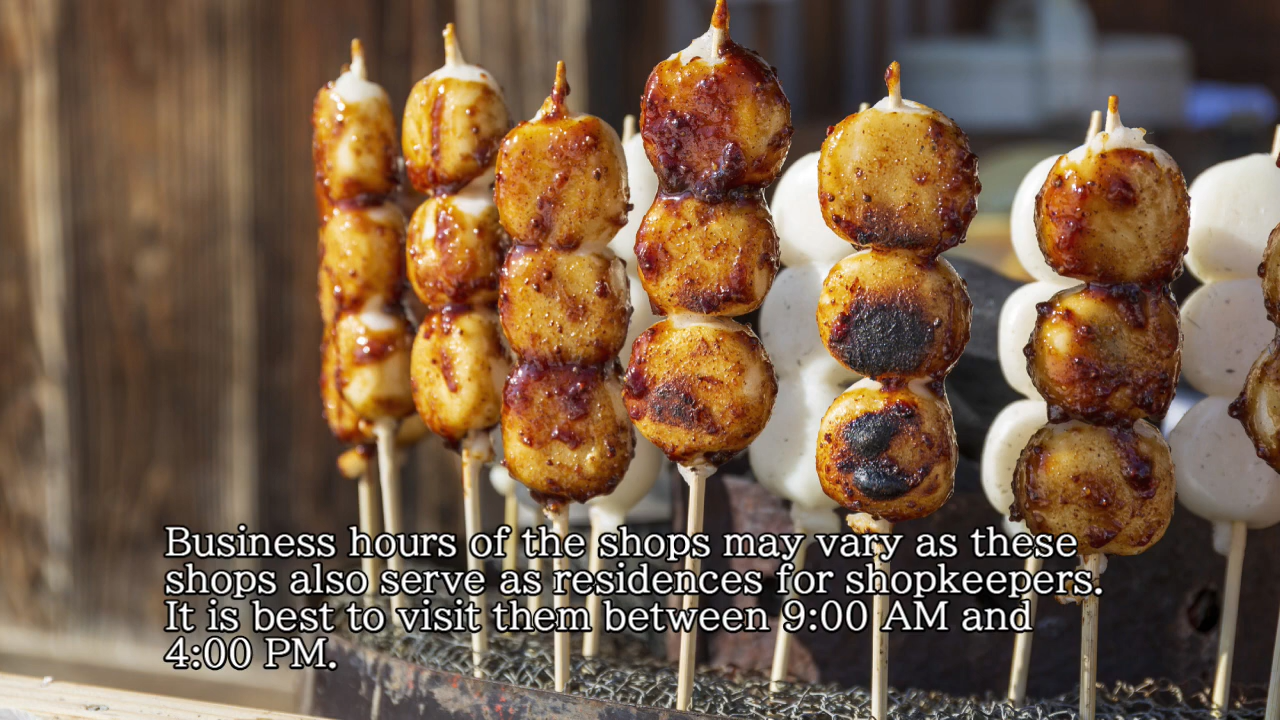 Business hours of the shops may vary as these
shops also serve as residences for shopkeepers.
It is best to visit them between 9:00 AM and
4:00 PM.